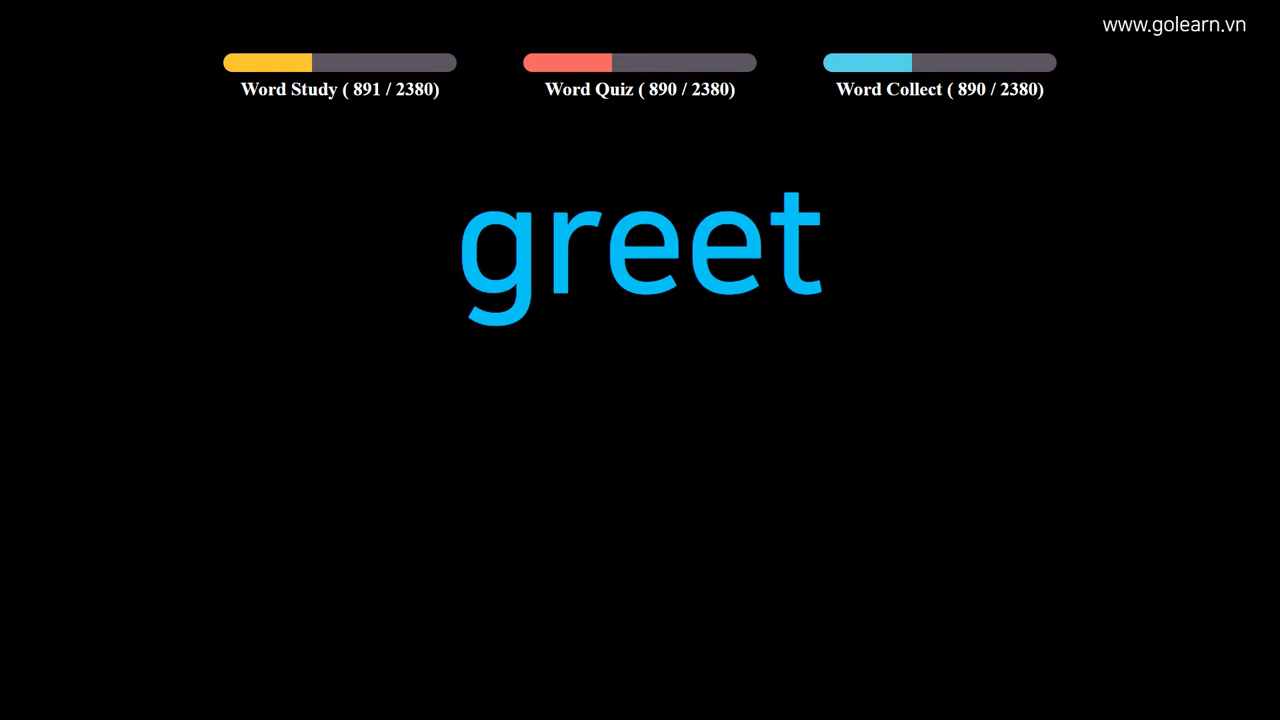 www.golearn.vn
Word Study ( 891 / 2380)
Word Quiz ( 890 / 2380)
Word Collect ( 890 / 2380)
greet